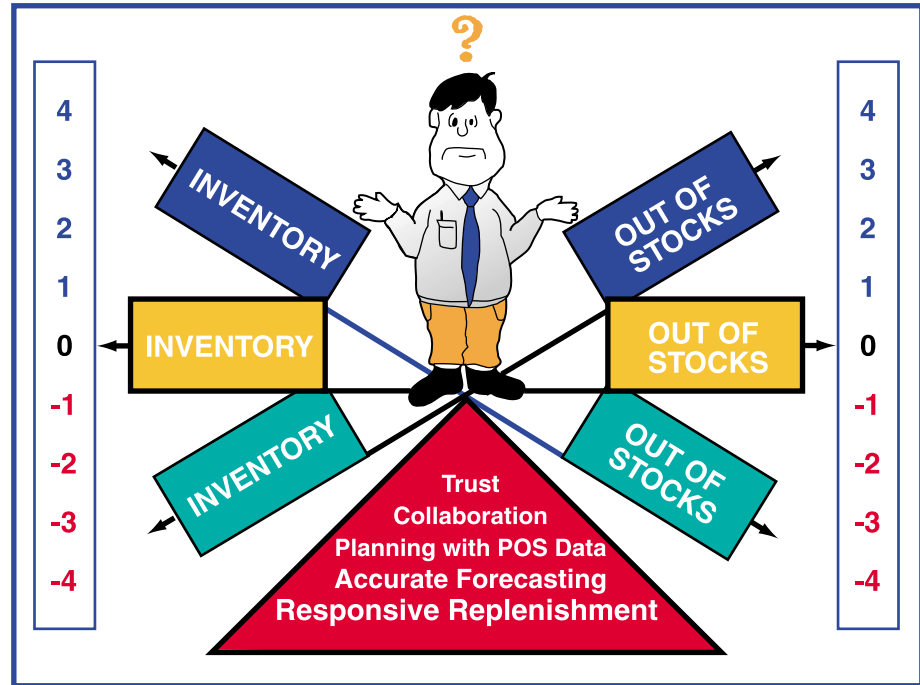 ?
4
3
2
1
0
-1
-2
-3
-4
INVENTORY
INVENTORY
INVENTORY
OUT OF
STOCKS
OUT OF
STOCKS
OUT OF
STOCKS
4
3
2
1
0
-1
-2
-3
-4
Trust
Collaboration
Planning with POS Data
Accurate Forecasting
Responsive Replenishment